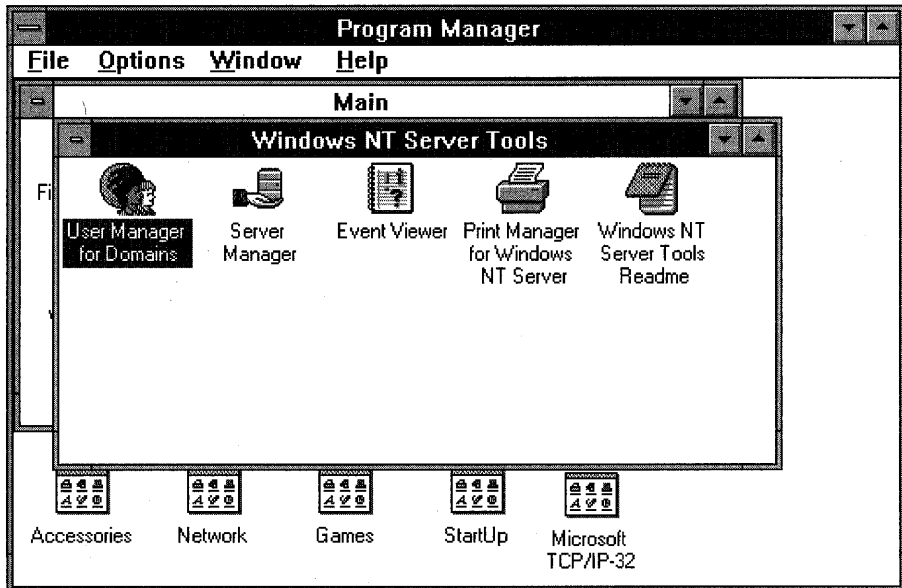 Program Manager
File Options Window Help
Main
Windows NT Server Tools
Fi
User Manager
for Domains
Server
Manager
Event Viewer
Print Manager
for Windows
NT Server
Windows NT
Server Tools
Readme
Accessories
Network
Games
StartUp
Microsoft
TCP/IP-32